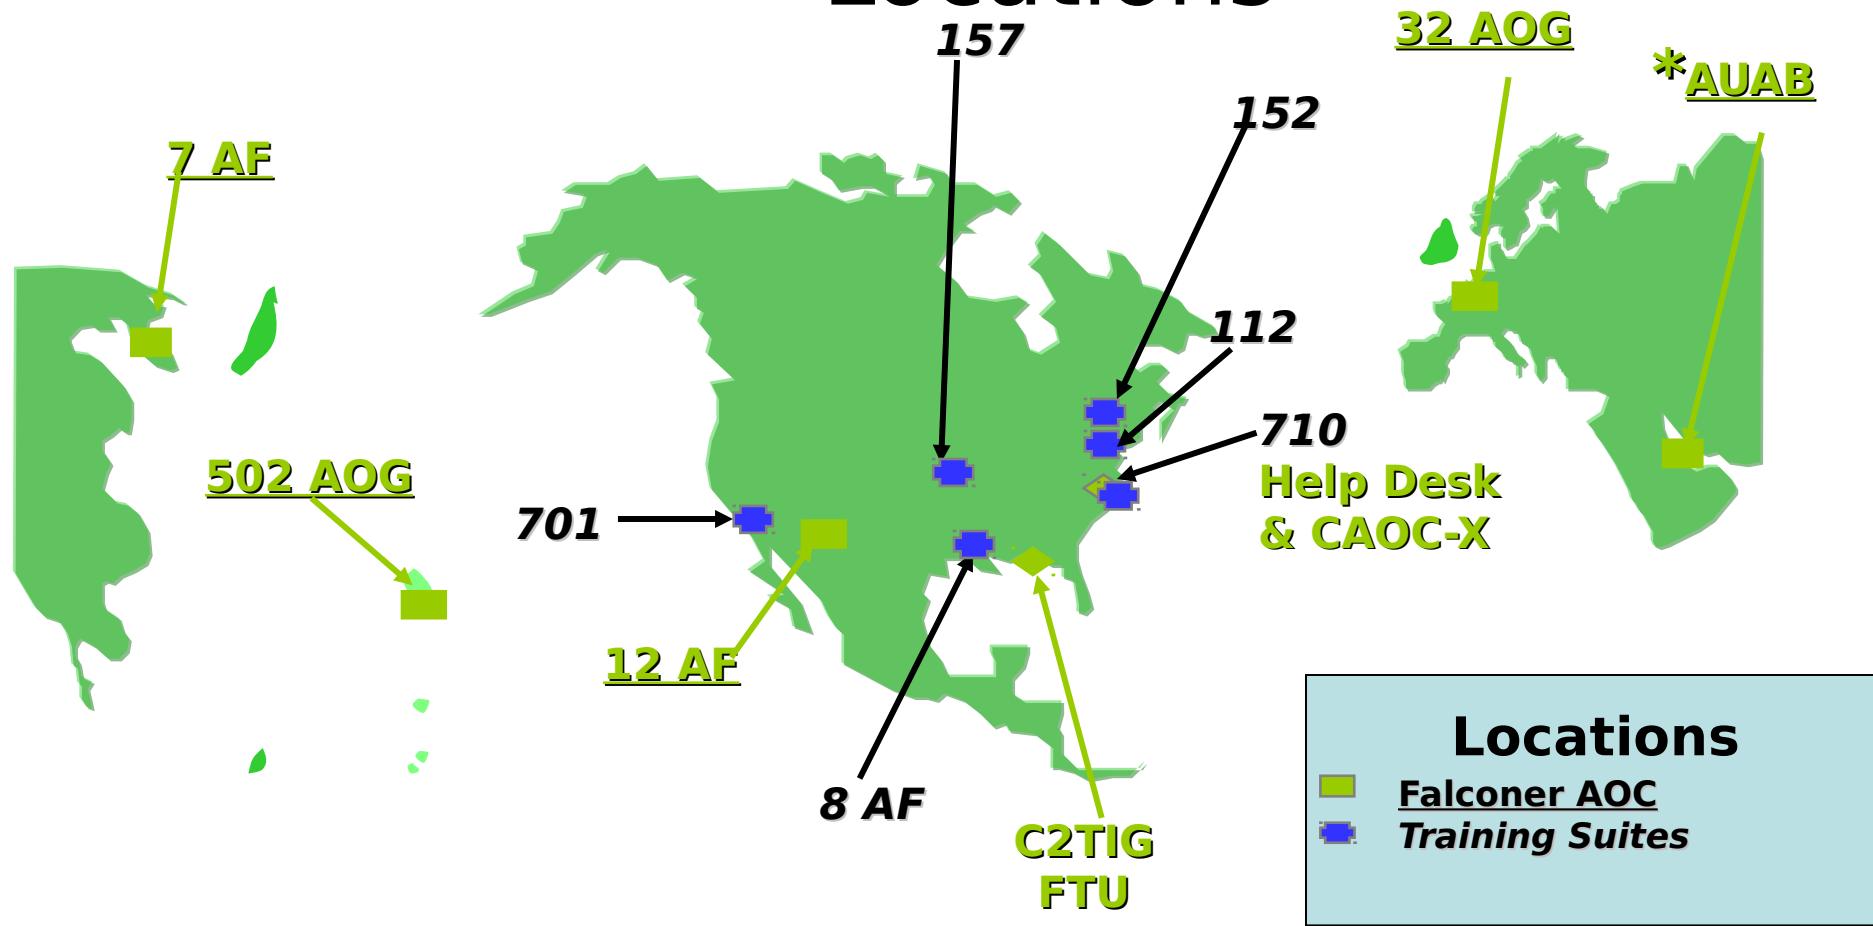 Locations
157
32 AOG
*AUAB
152
7 AF
112
710
Help Desk
& CAOC-X
502 AOG
701
12 AF
8 AF
C2TIG
FTU
Locations
Falconer AOC
Training Suites